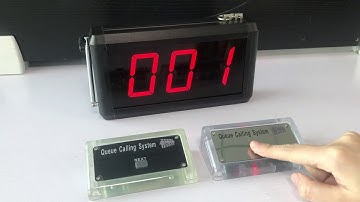 001
Queue Calling System
NEXT
Queue Calling System